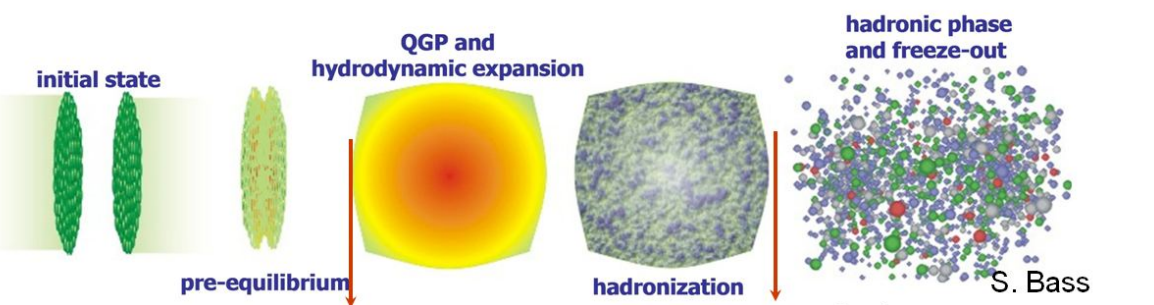 initial state
pre-equilibrium
QGP and
hydrodynamic expansion
hadronization
hadronic phase
and freeze-out
S. Bass